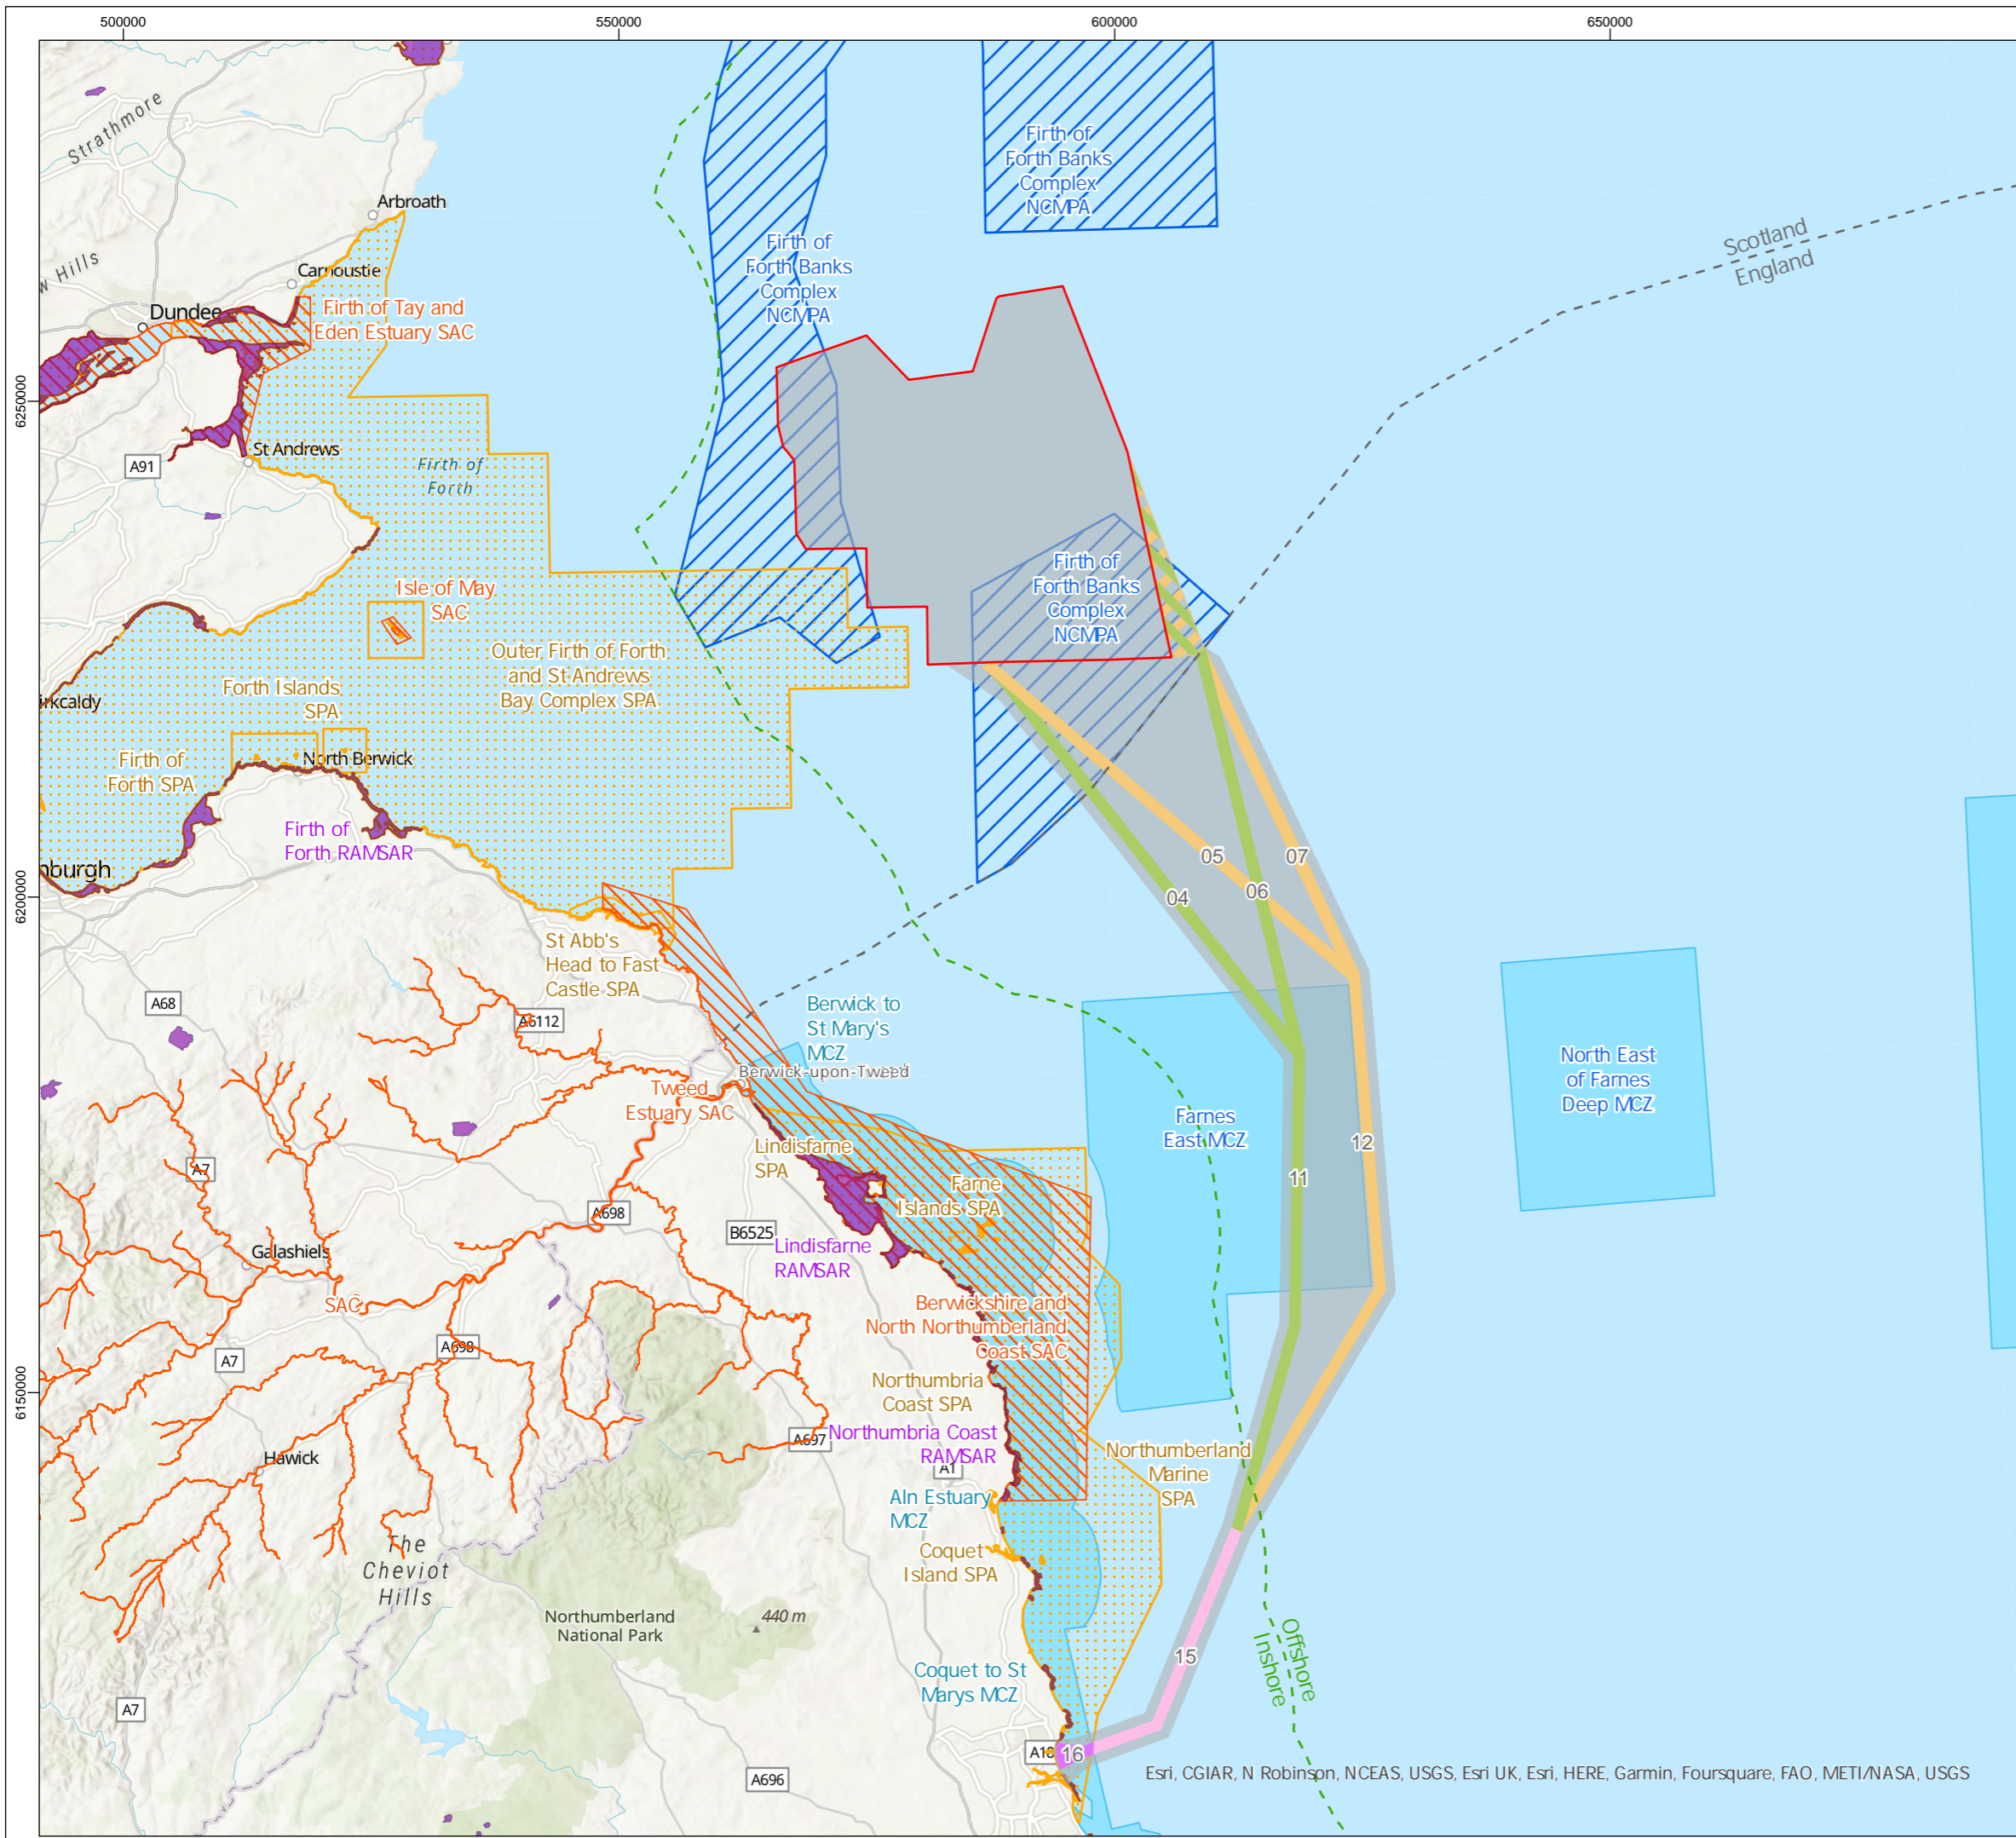 500000
550000
600000
650000
6250000
6200000
6150000
Strathmore
Arbroath
Carnoustie
Dundee
Firth of Tay and
Eden Estuary SAC
Firth of
Forth Banks
Complex
NCMPA
Firth of
Forth Banks
Complex
NCMPA
Scotland
England
w Hills
A91
St Andrews
Firth of
Forth
Isle of May
SAC
Firth of
Forth Banks
Complex
NCMPA
Outer Firth of Forth
and St Andrews
Bay Complex SPA
Forth Islands
SPA
irkcaldy
Firth of
Forth SPA
North Berwick
Firth of
Forth RAMSAR
nburgh
05
07
04
06
St Abb's
Head to Fast
Castle SPA
A68
A6112
Berwick to
St Mary's
MCZ
Berwick-upon-Tweed
Tweed
Estuary SAC
North East
of Farnes
Deep MCZ
Farnes
East MCZ
12
11
Lindisfarne
SPA
A7
Farne
Islands SPA
A698
B6525
Lindisfarne
RAMSAR
Galashiels
SAC
A698
A7
Berwickshire and
North Northumberland
Coast SAC
Northumbria
Coast SPA
Northumbria Coast
RAMSAR
A697
A1
Hawick
Northumberland
Marine
SPA
Aln Estuary
MCZ
Coquet
Island SPA
The
Cheviot
Hills
Northumberland
National Park
440 m
15
Offshore
Inshore
Coquet to St
Marys MCZ
A7
A18
16
A696
Esri, CGIAR, N Robinson, NCEAS, USGS, Esri UK, Esri, HERE, Garmin, Foursquare, FAO, METI/NASA, USGS